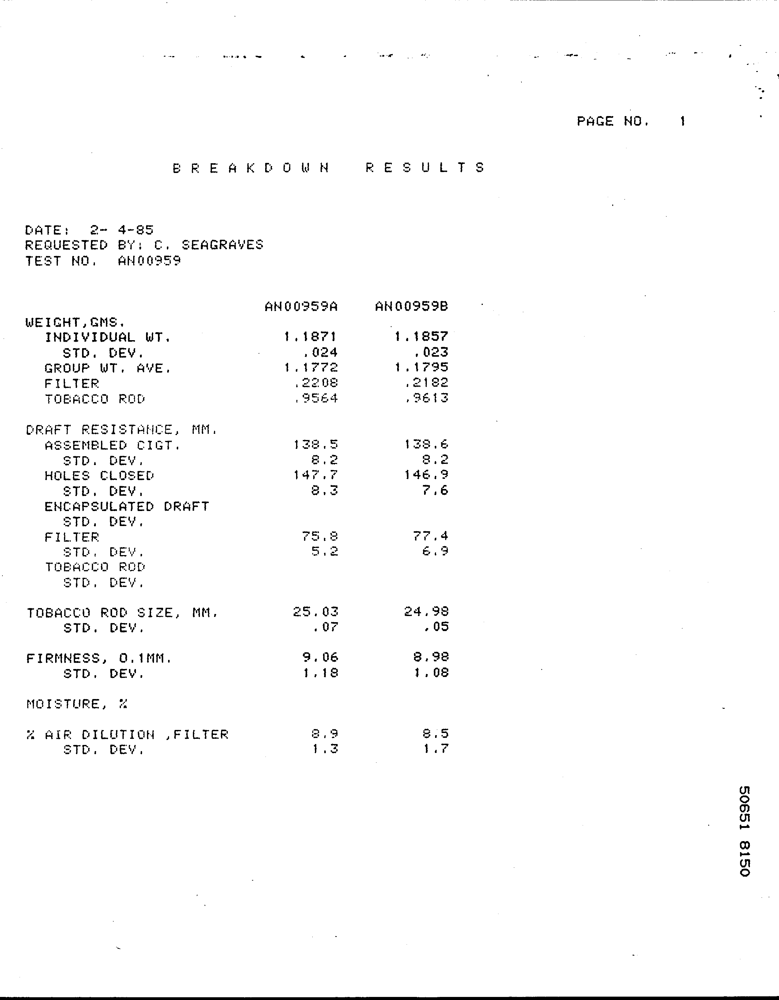 PAGE NO. 1
B R E A K D O W N R E S U L T S
DATE: 2- 4-85
REQUESTED BY: C. SEAGRAVES
TEST NO. AN00959
AN00959A AN00959B
WEIGHT,GMS.
INDIVIDUAL WT. 1.1871 1.1857
STD. DEV. .024 .023
GROUP WT. AVE. 1.1772 1.1795
FILTER .2208 .2182
TOBACCO ROD .9564 .9613
DRAFT RESISTANCE, MM.
ASSEMBLED CIGT. 138.5 138.6
STD. DEV. 8.2 8.2
HOLES CLOSED 147.7 146.9
STD. DEV. 8.3 7.6
ENCAPSULATED DRAFT
STD. DEV.
FILTER 75.8 77.4
STD. DEV. 5.2 6.9
TOBACCO ROD
STD. DEV.
TOBACCO ROD SIZE, MM. 25.03 24.98
STD. DEV. .07 .05
FIRMNESS, 0.1MM. 9.06 8.98
STD. DEV. 1.18 1.08
MOISTURE, %
% AIR DILUTION ,FILTER 8.9 8.5
STD. DEV. 1.3 1.7
50651 8150